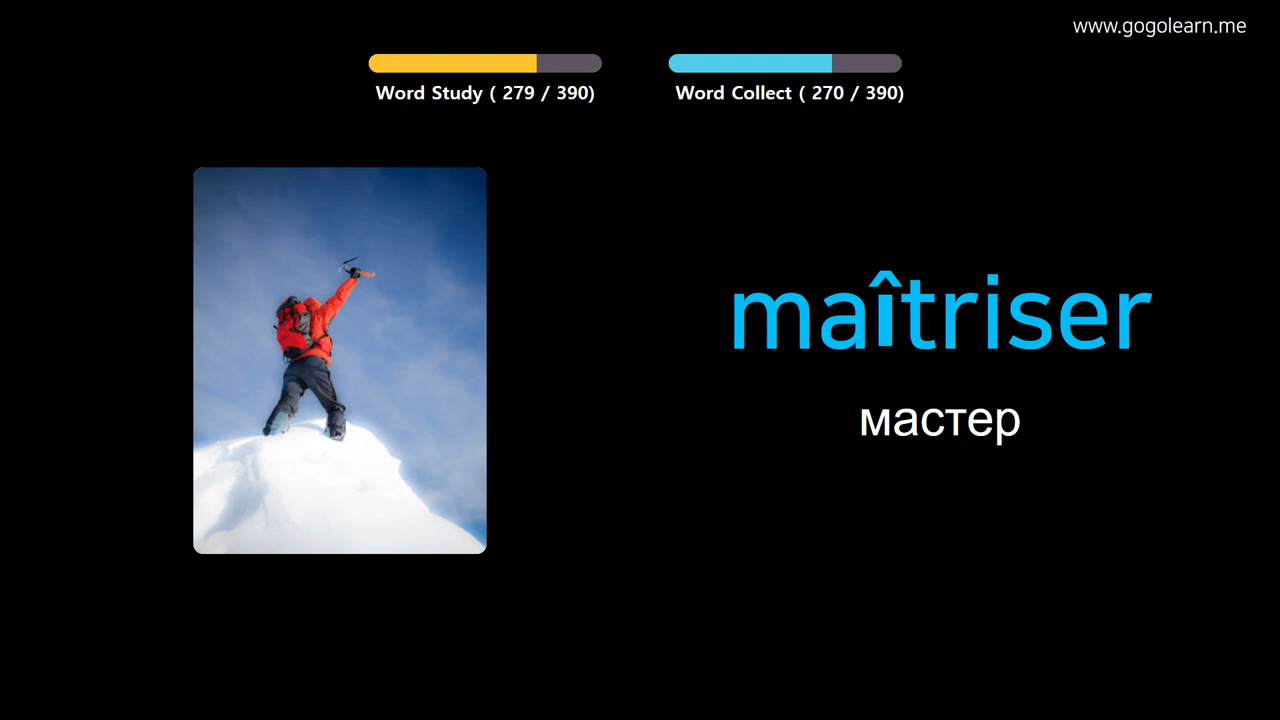 www.gogolearn.me
Word Study ( 279 / 390)
Word Collect ( 270 / 390)
maîtriser
мастер